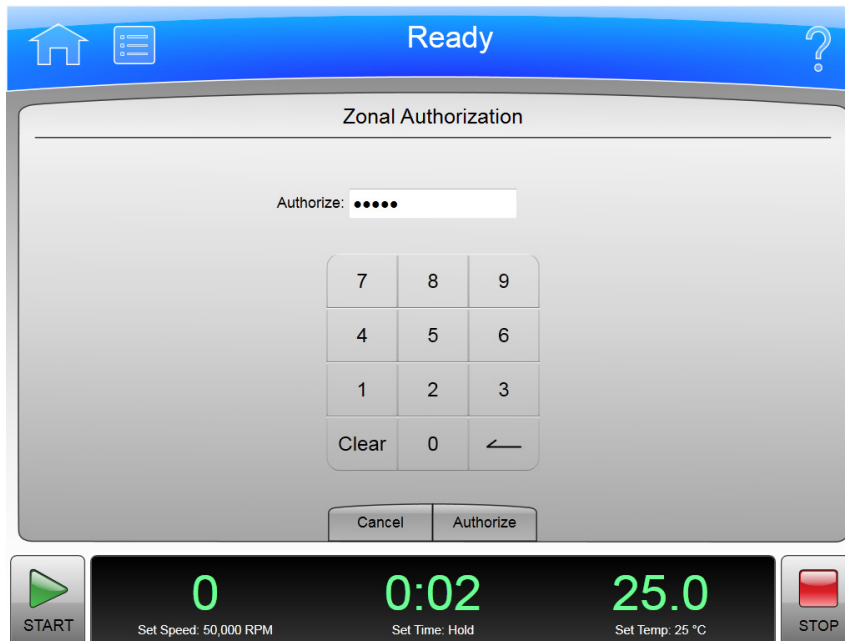 Ready
Zonal Authorization
Authorize: •••••
7 8 9
4 5 6
1 2 3
Clear 0
Cancel Authorize
0 0:02 25.0
START Set Speed: 50,000 RPM Set Time: Hold Set Temp: 25 °C STOP